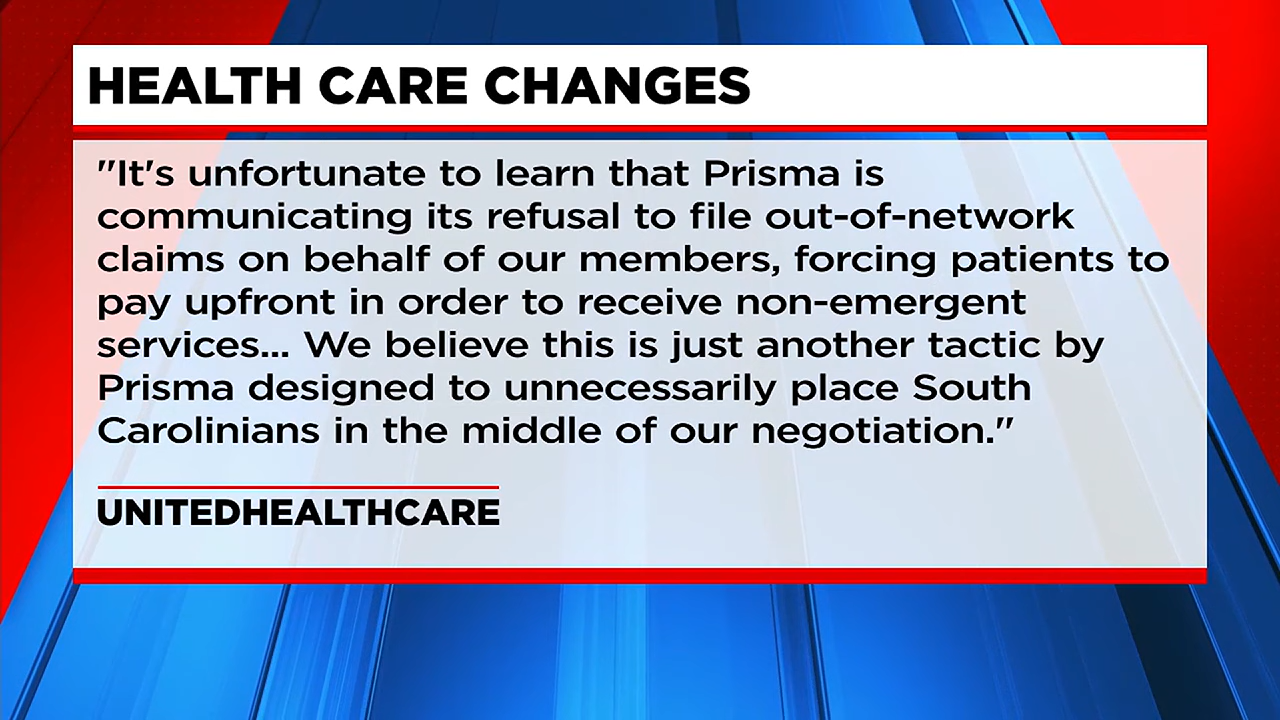 HEALTH CARE CHANGES
"It's unfortunate to learn that Prisma is
communicating its refusal to file out-of-network
claims on behalf of our members, forcing patients to
pay upfront in order to receive non-emergent
services... We believe this is just another tactic by
Prisma designed to unnecessarily place South
Carolinians in the middle of our negotiation."
UNITEDHEALTHCARE